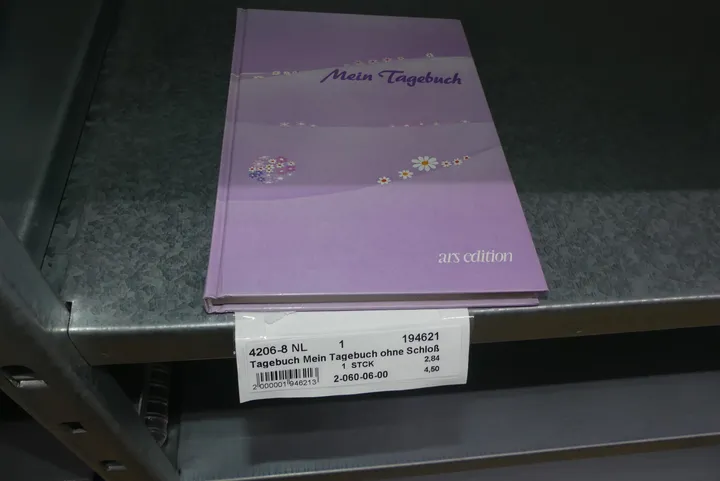 Mein Tagebuch
ars edition
4206-8 NL 1 194621
Tagebuch Mein Tagebuch ohne Schloß
1 STCK 2,84
2 000001 946213 2-060-06-00 4,50